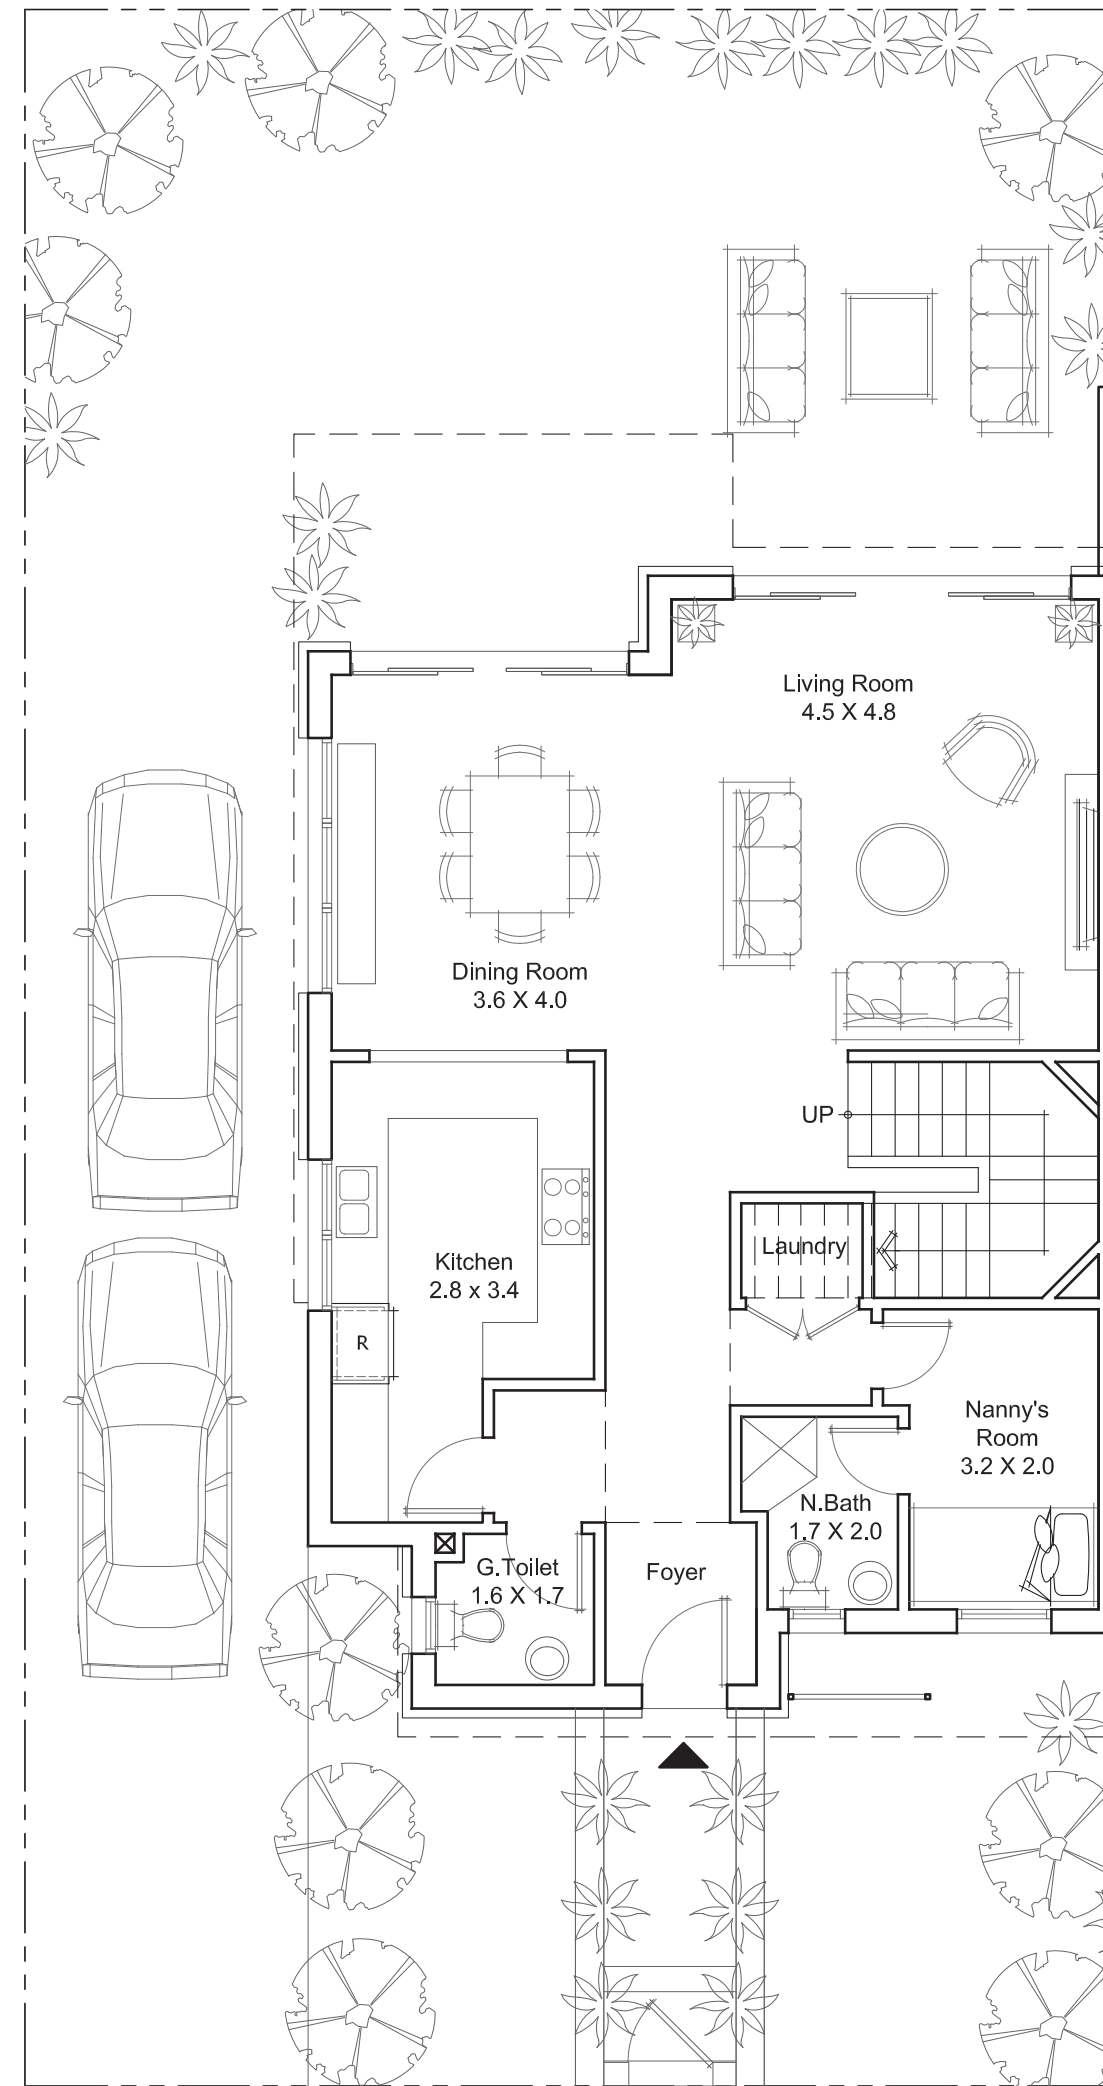 Living Room
4.5 X 4.8
Dining Room
3.6 X 4.0
UP
Laundry
Kitchen
2.8 x 3.4
R
Nanny's
Room
3.2 X 2.0
N.Bath
1.7 X 2.0
G.Toilet
1.6 X 1.7
Foyer